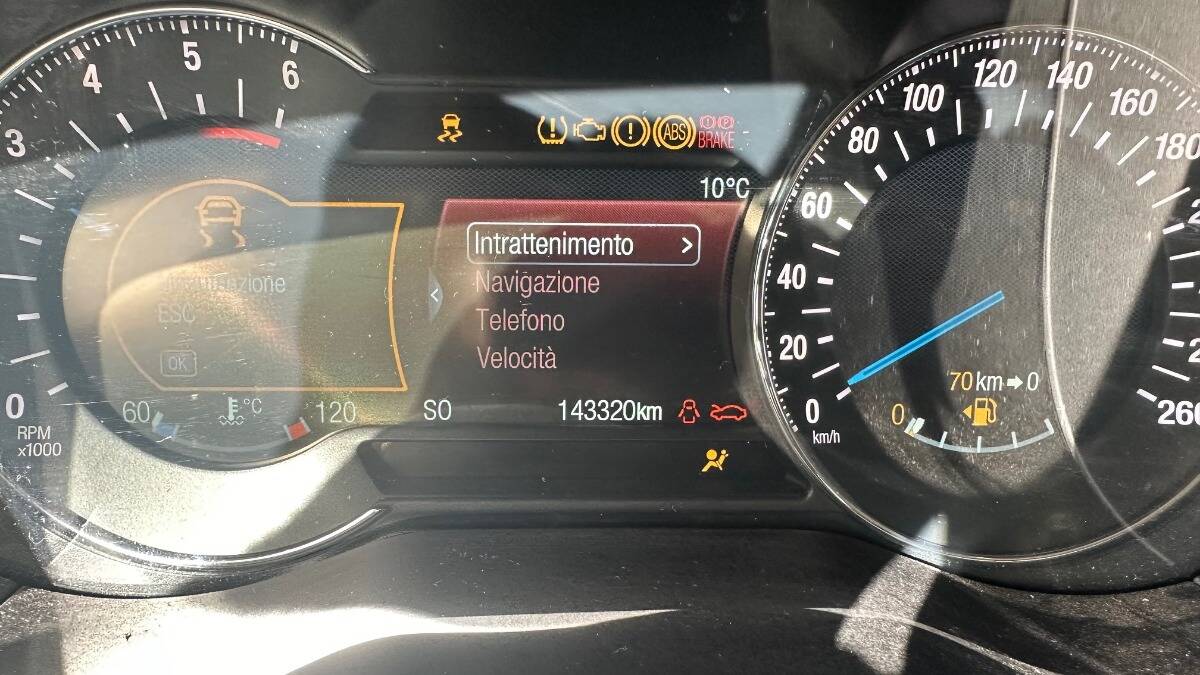 0
3
4
5
6
RPM
x1000
ESC
OK
60
°C
120
ABS
BRAKE
10°C
Intrattenimento >
Navigazione
Telefono
Velocità
SO
143320km
0
20
40
60
80
100
120
140
160
180
260
km/h
70 km➔0
0